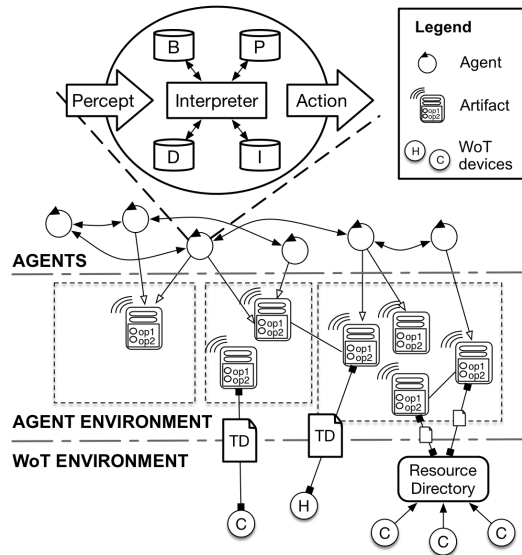 Legend
B
P
Agent
Percept
Interpreter
Action
Artifact
op1
op2
D
I
H
C
WoT
devices
AGENTS
op1
op2
op1
op2
op1
op2
op1
op2
op1
op2
op1
op2
op1
op2
AGENT ENVIRONMENT
TD
TD
WoT ENVIRONMENT
Resource
Directory
C
H
C
C
C